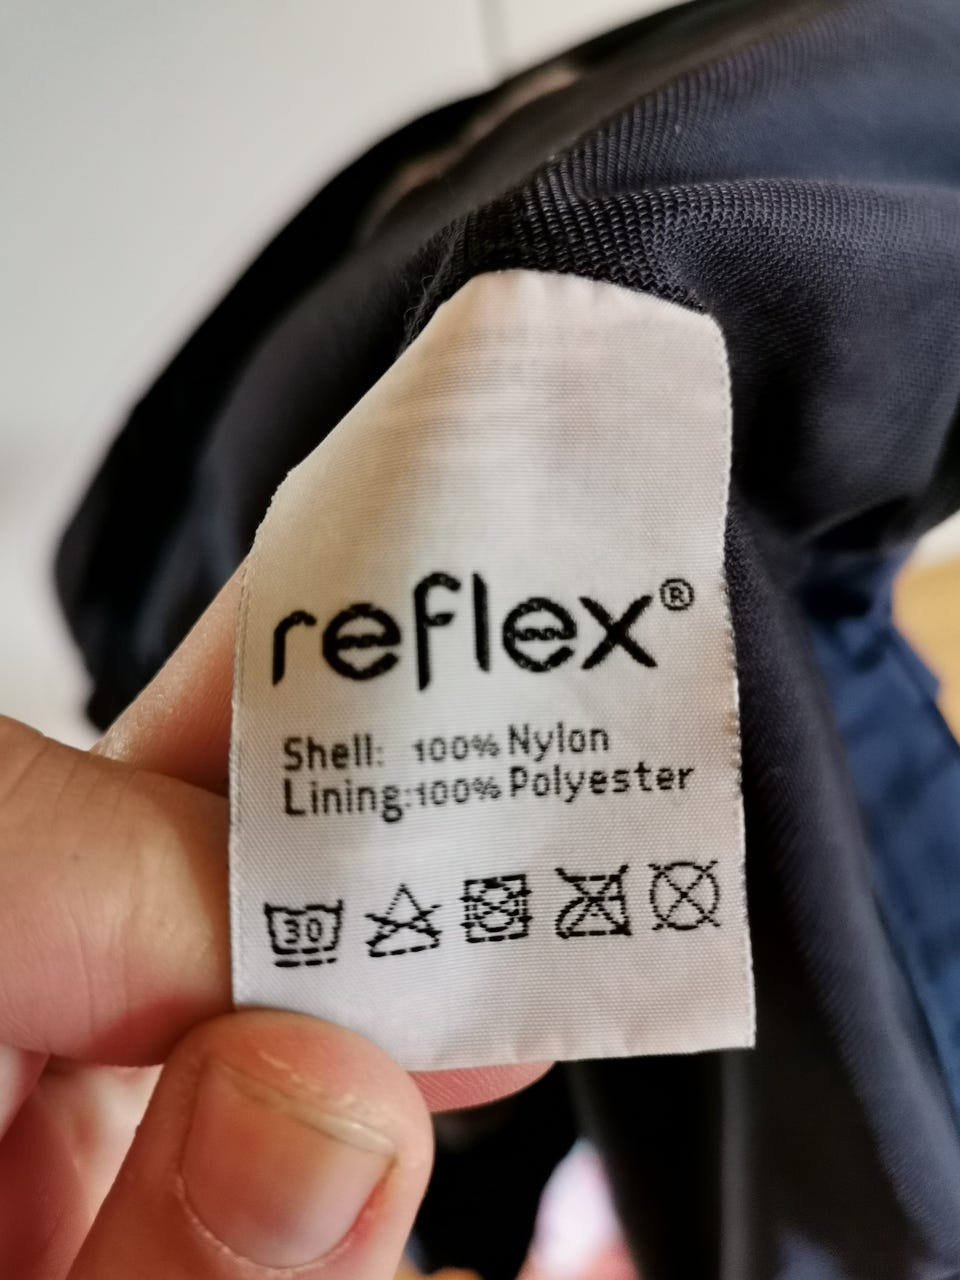 reflex®
Shell: 100% Nylon
Lining:100% Polyester
30